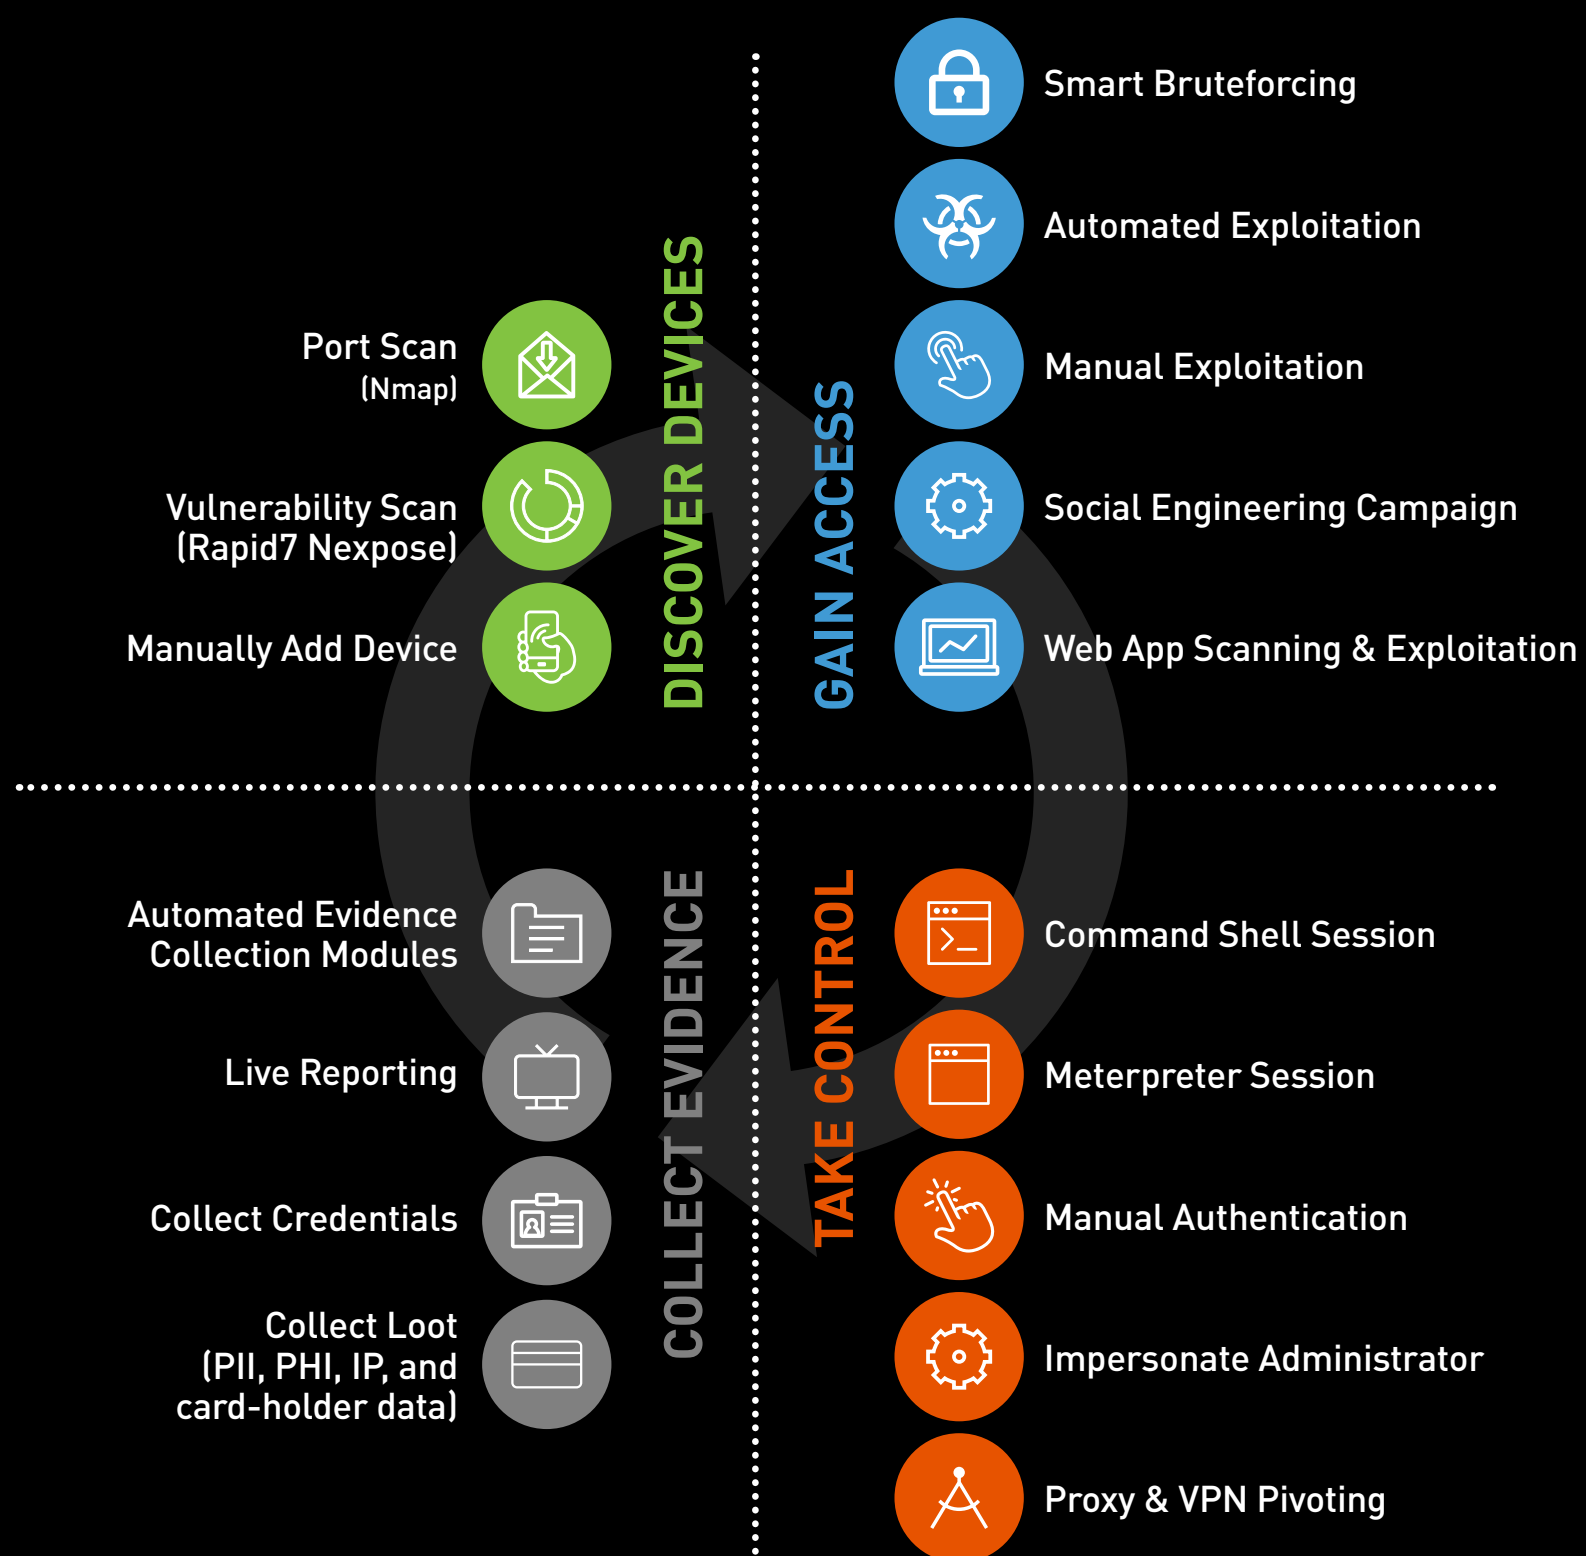 DISCOVER DEVICES
Port Scan
(Nmap)
Vulnerability Scan
(Rapid7 Nexpose)
Manually Add Device
GAIN ACCESS
Smart Bruteforcing
Automated Exploitation
Manual Exploitation
Social Engineering Campaign
Web App Scanning & Exploitation
COLLECT EVIDENCE
Automated Evidence
Collection Modules
Live Reporting
Collect Credentials
Collect Loot
(PII, PHI, IP, and
card-holder data)
TAKE CONTROL
Command Shell Session
Meterpreter Session
Manual Authentication
Impersonate Administrator
Proxy & VPN Pivoting